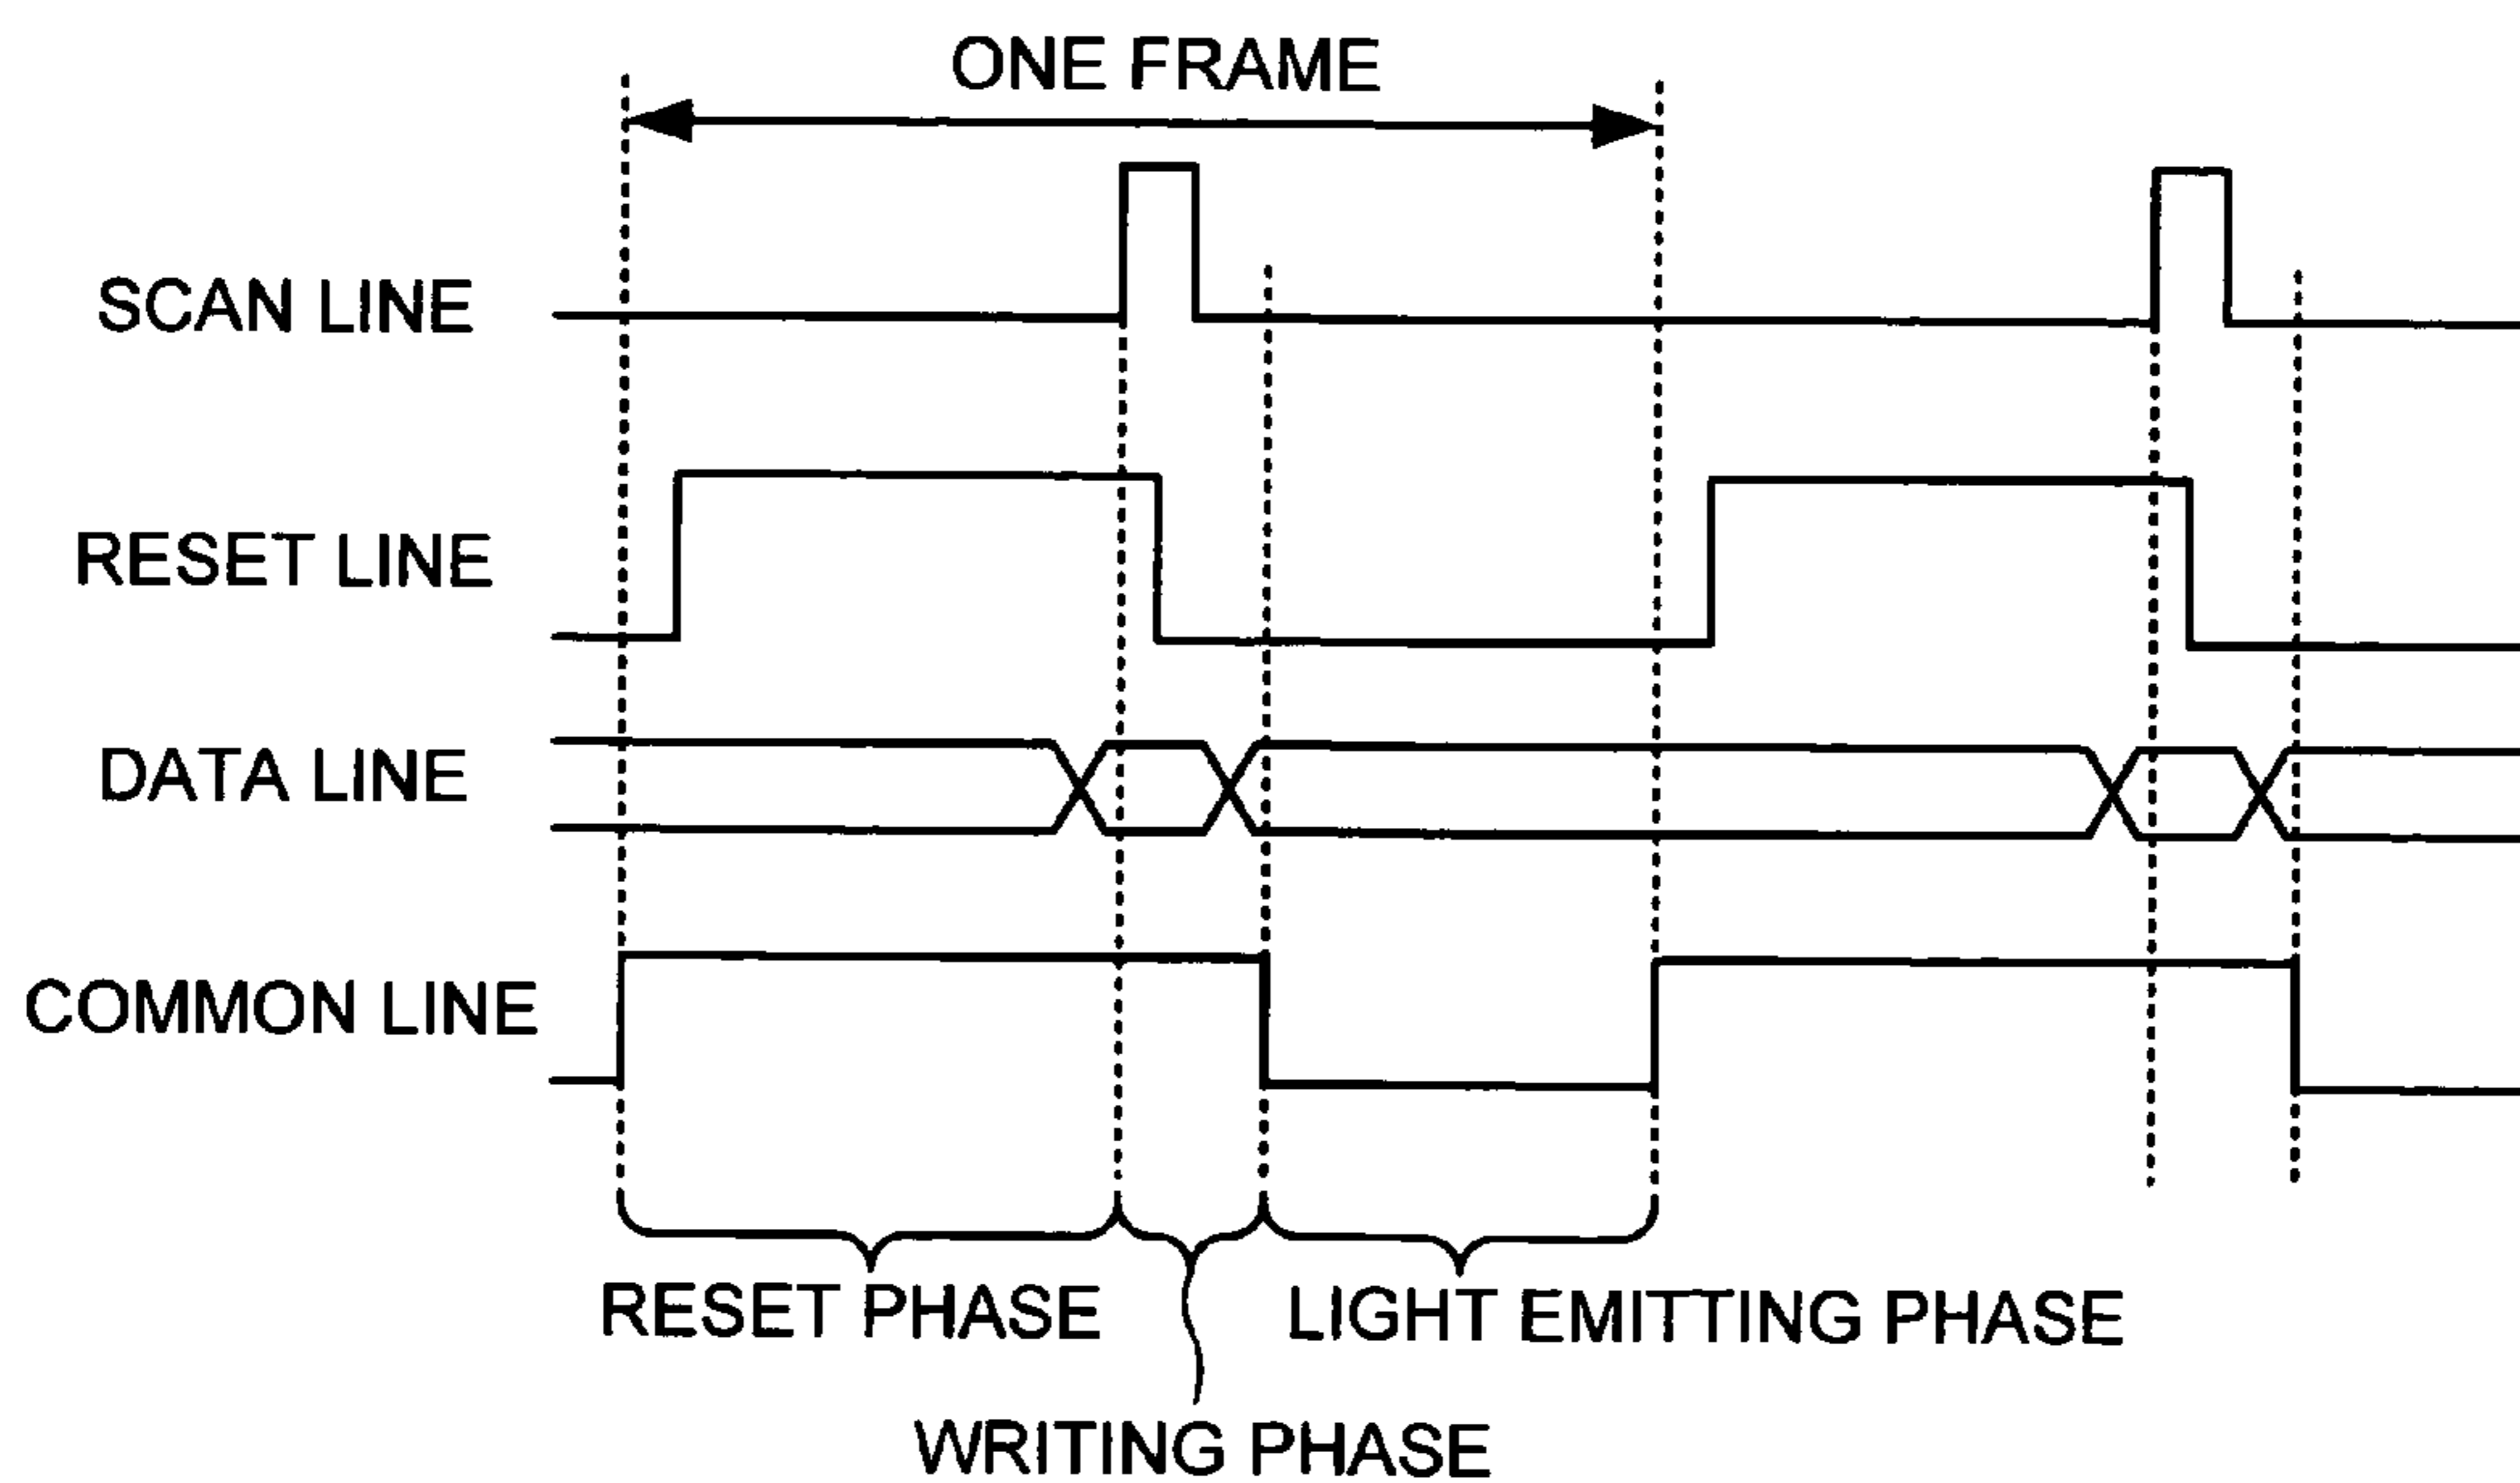 ONE FRAME
SCAN LINE
RESET LINE
DATA LINE
COMMON LINE
RESET PHASE
LIGHT EMITTING PHASE
WRITING PHASE